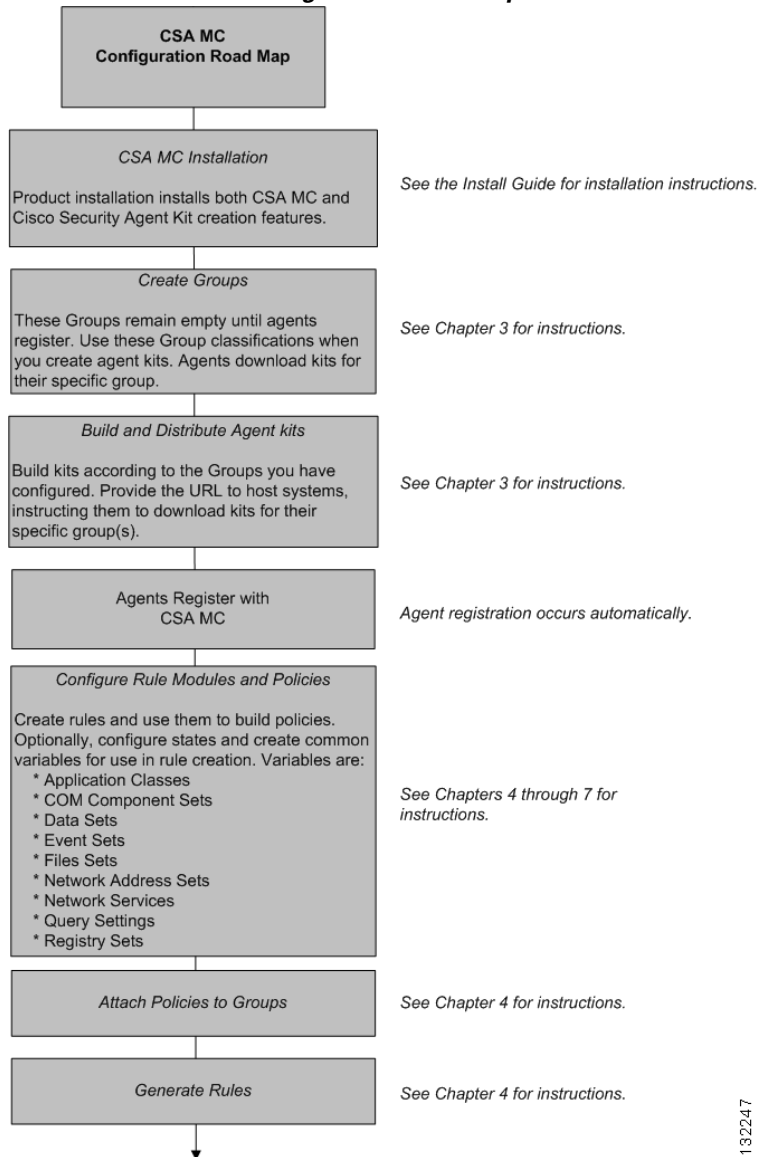 CSA MC
Configuration Road Map
CSA MC Installation
Product installation installs both CSA MC and
Cisco Security Agent Kit creation features.
See the Install Guide for installation instructions.
Create Groups
These Groups remain empty until agents
register. Use these Group classifications when
you create agent kits. Agents download kits for
their specific group.
See Chapter 3 for instructions.
Build and Distribute Agent kits
Build kits according to the Groups you have
configured. Provide the URL to host systems,
instructing them to download kits for their
specific group(s).
See Chapter 3 for instructions.
Agents Register with
CSA MC
Agent registration occurs automatically.
Configure Rule Modules and Policies
Create rules and use them to build policies.
Optionally, configure states and create common
variables for use in rule creation. Variables are:
* Application Classes
* COM Component Sets
* Data Sets
* Event Sets
* Files Sets
* Network Address Sets
* Network Services
* Query Settings
* Registry Sets
See Chapters 4 through 7 for
instructions.
Attach Policies to Groups
See Chapter 4 for instructions.
Generate Rules
See Chapter 4 for instructions.
132247